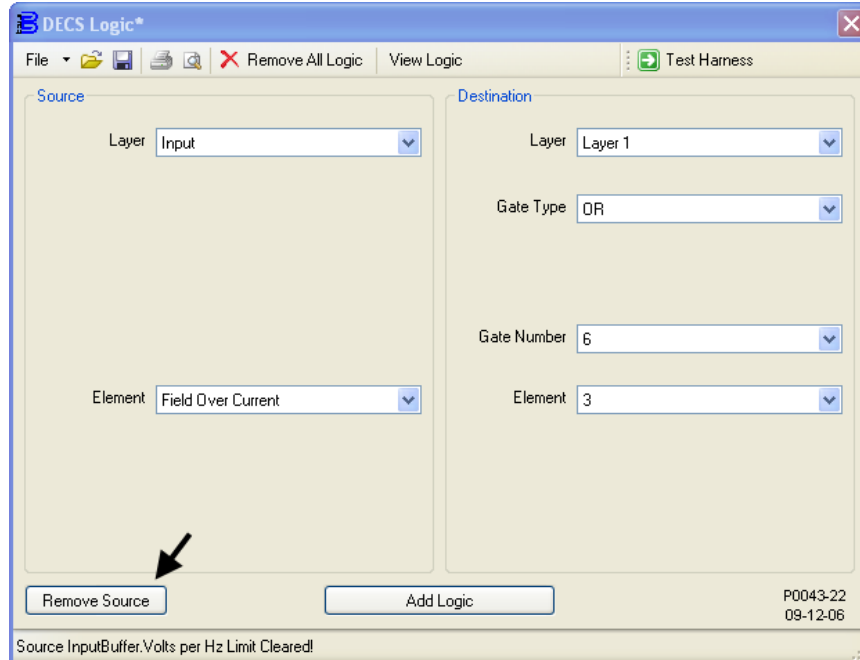 DECS Logic*
File Remove All Logic View Logic Test Harness
Source
Layer Input
Element Field Over Current
Destination
Layer Layer 1
Gate Type OR
Gate Number 6
Element 3
Remove Source Add Logic
P0043-22
09-12-06
Source InputBuffer.Volts per Hz Limit Cleared!